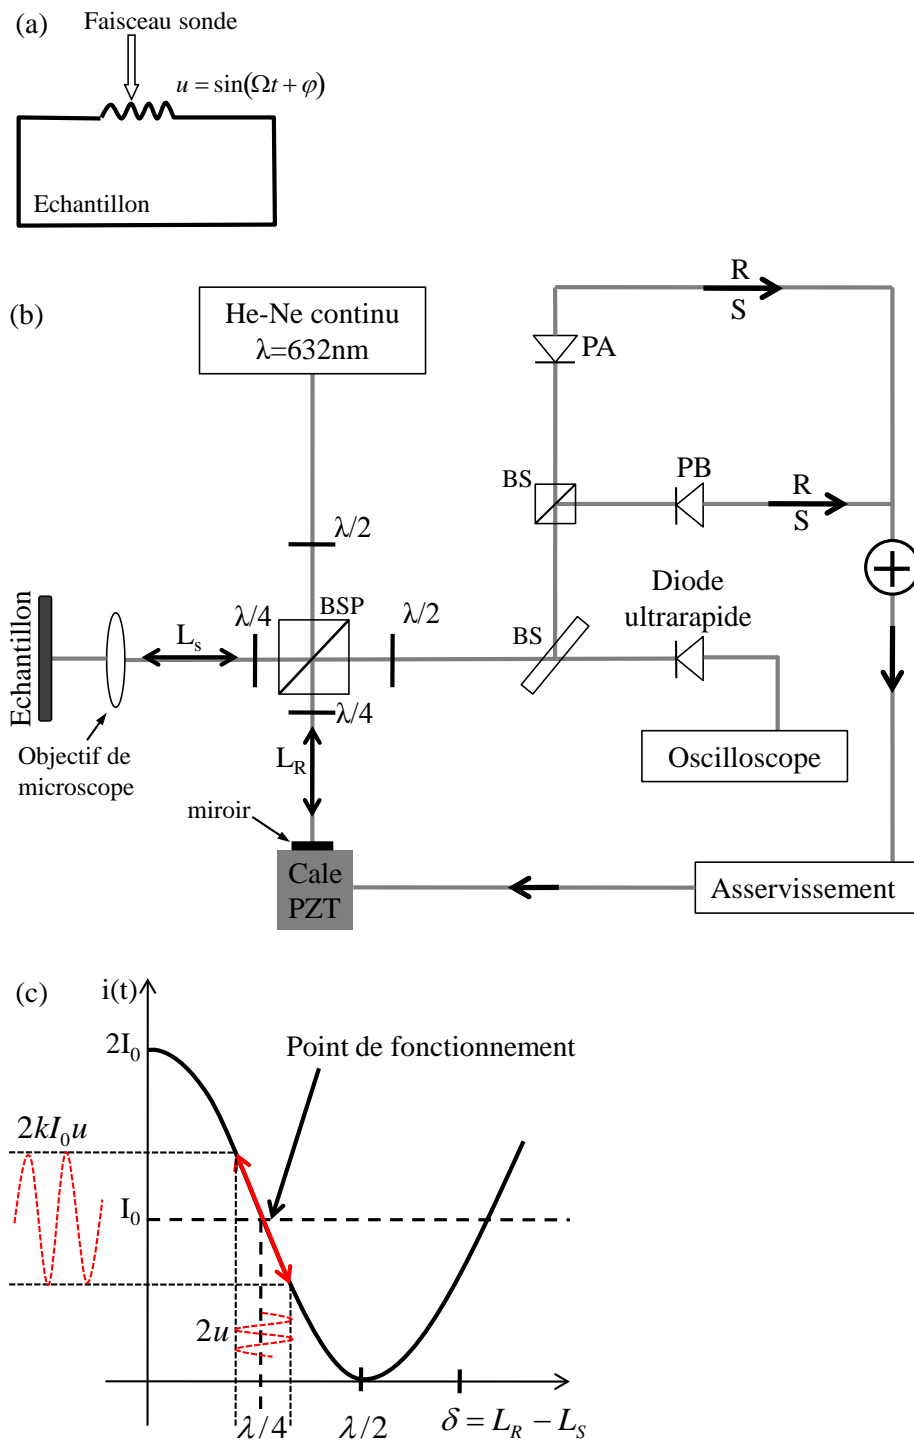 (a)
Faisceau sonde
u = sin(Ωt + φ)
Echantillon
(b)
He-Ne continu
λ=632nm
R
S
PA
BS
PB
R
S
λ/2
Diode
ultrarapide
BSP
λ/4
λ/2
BS
Echantillon
Ls
λ/4
Objectif de
microscope
LR
Oscilloscope
miroir
Cale
PZT
Asservissement
(c)
i(t)
2I0
Point de fonctionnement
2kI0u
I0
2u
λ/4
λ/2
δ = LR − LS